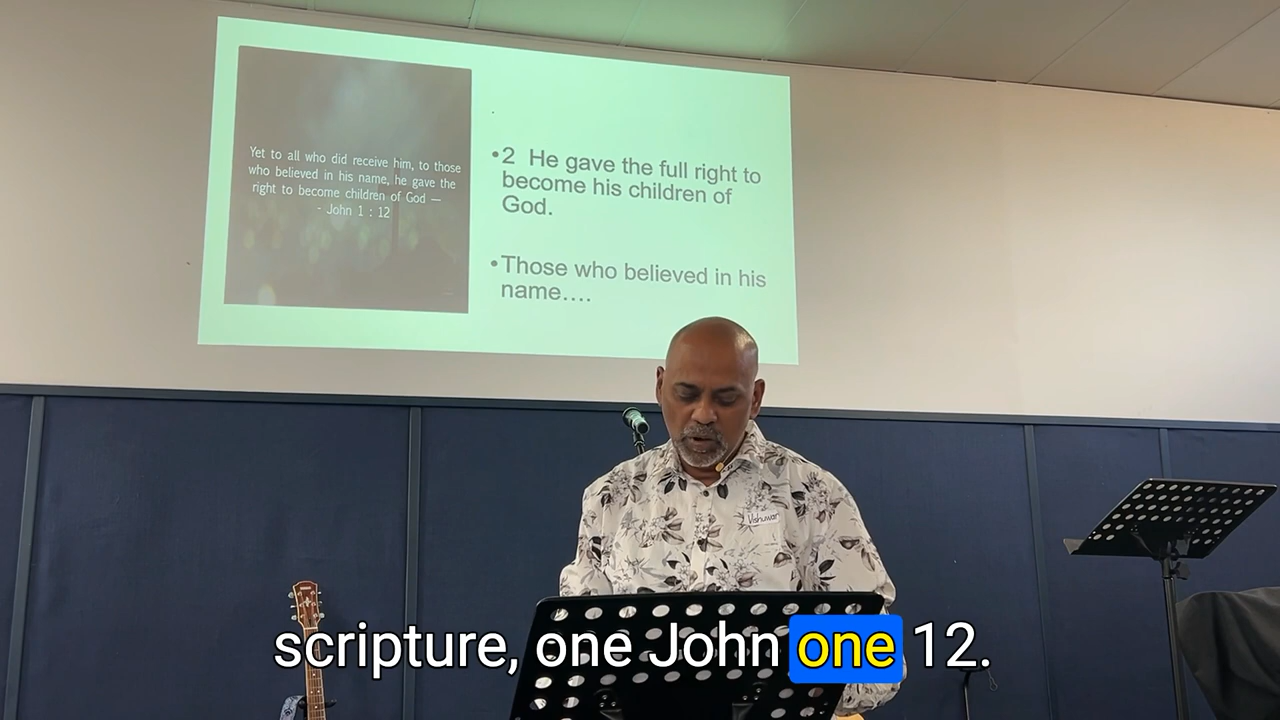 Yet to all who did receive him, to those
who believed in his name, he gave the
right to become children of God —
- John 1 : 12
•2 He gave the full right to
become his children of
God.
•Those who believed in his
name....
scripture, one John one 12.